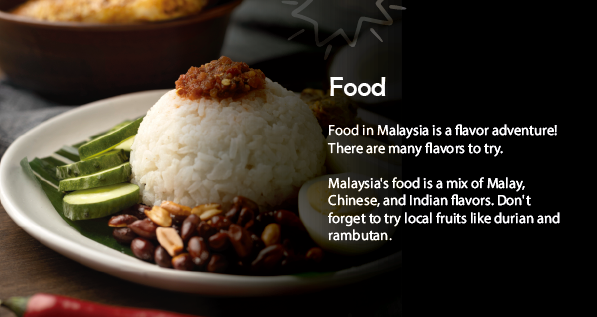 Food
Food in Malaysia is a flavor adventure!
There are many flavors to try.
Malaysia's food is a mix of Malay,
Chinese, and Indian flavors. Don't
forget to try local fruits like durian and
rambutan.